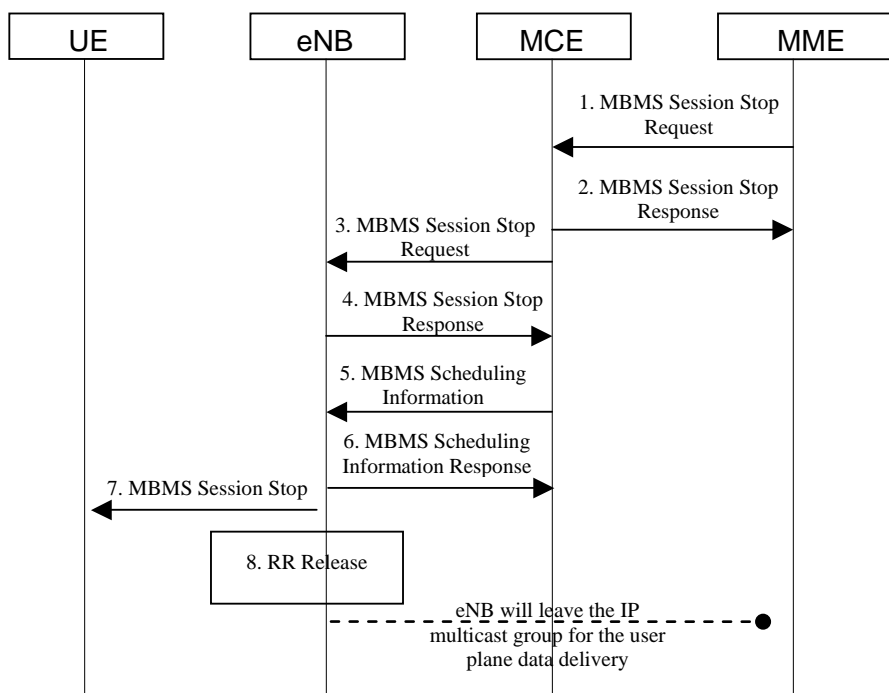 UE
eNB
MCE
MME
1. MBMS Session Stop
Request
2. MBMS Session Stop
Response
3. MBMS Session Stop
Request
4. MBMS Session Stop
Response
5. MBMS Scheduling
Information
6. MBMS Scheduling
Information Response
7. MBMS Session Stop
8. RR Release
eNB will leave the IP
multicast group for the user
plane data delivery